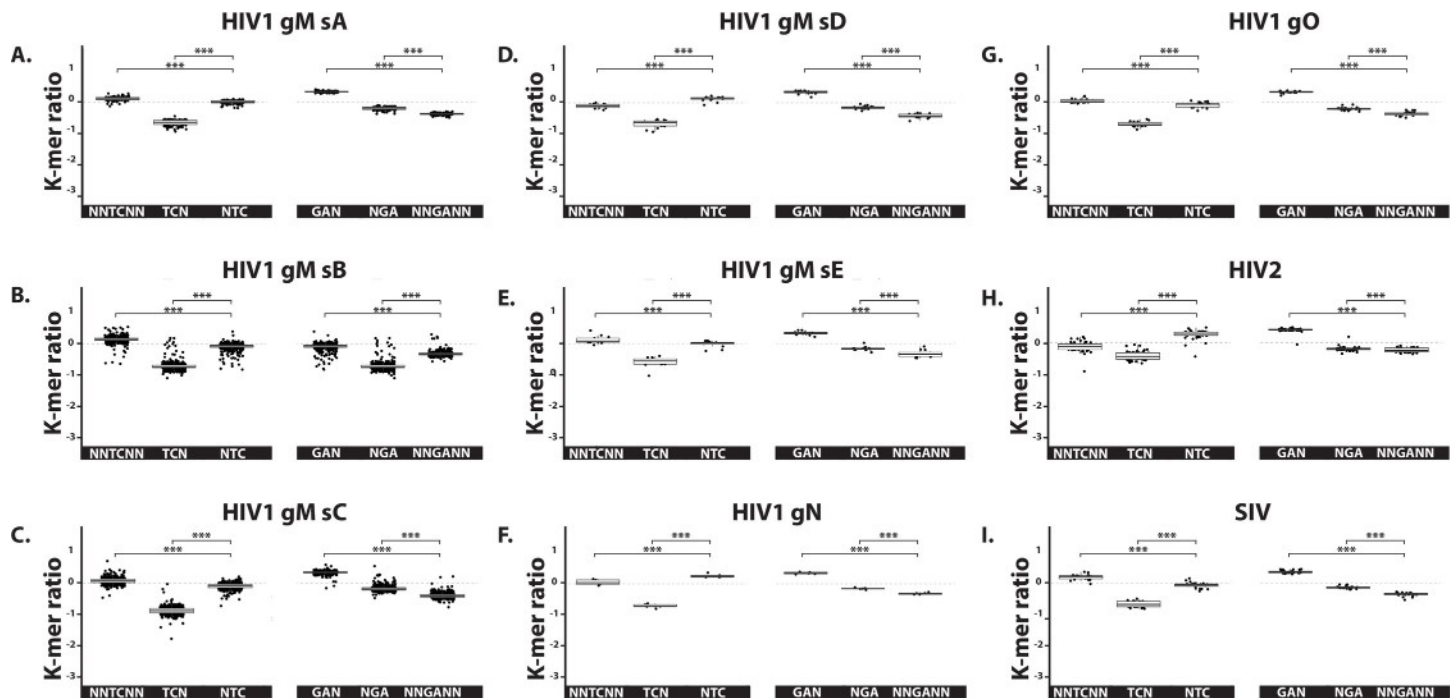 HIV1 gM sA
A.
K-mer ratio
1
0
-1
-2
-3
***
***
***
***
NNTCNN TCN NTC GAN NGA NNGANN
HIV1 gM sD
D.
K-mer ratio
1
0
-1
-2
-3
***
***
***
***
NNTCNN TCN NTC GAN NGA NNGANN
HIV1 gO
G.
K-mer ratio
1
0
-1
-2
-3
***
***
***
***
NNTCNN TCN NTC GAN NGA NNGANN
HIV1 gM sB
B.
K-mer ratio
1
0
-1
-2
-3
***
***
***
***
NNTCNN TCN NTC GAN NGA NNGANN
HIV1 gM sE
E.
K-mer ratio
1
0
0
-2
-3
***
***
***
***
NNTCNN TCN NTC GAN NGA NNGANN
HIV2
H.
K-mer ratio
1
0
-1
-2
-3
***
***
***
***
NNTCNN TCN NTC GAN NGA NNGANN
HIV1 gM sC
C.
K-mer ratio
1
0
-1
-2
-3
***
***
***
***
NNTCNN TCN NTC GAN NGA NNGANN
HIV1 gN
F.
K-mer ratio
1
0
-1
-2
-3
***
***
***
***
NNTCNN TCN NTC GAN NGA NNGANN
SIV
I.
K-mer ratio
1
0
-1
-2
-3
***
***
***
***
NNTCNN TCN NTC GAN NGA NNGANN